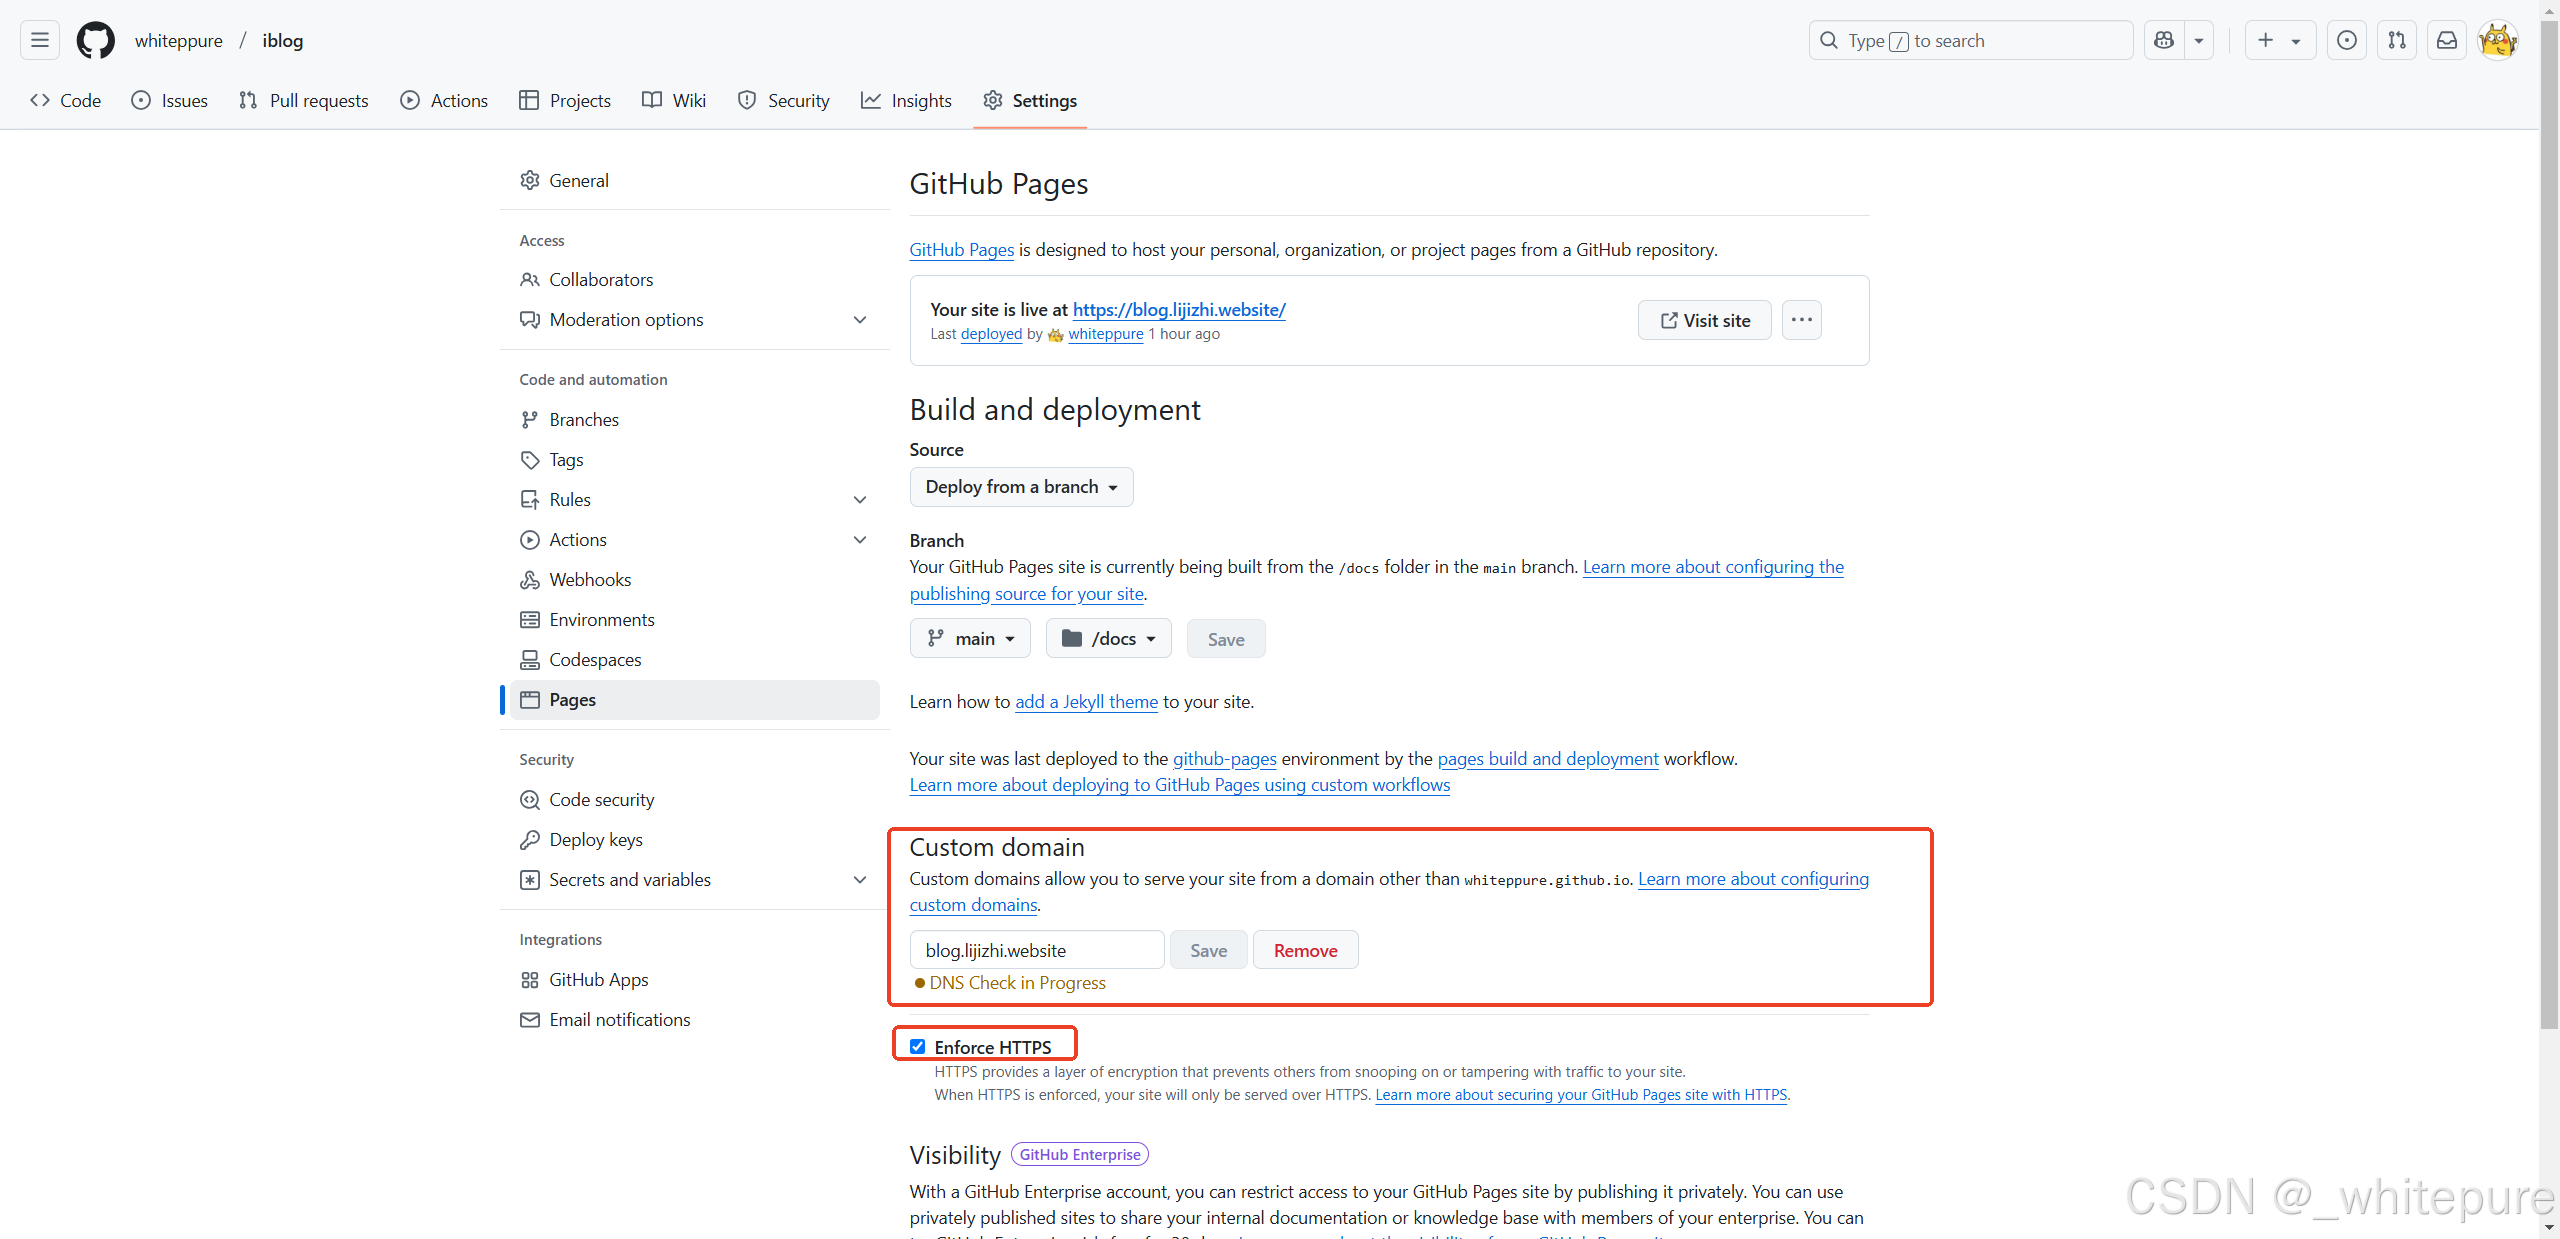 whiteppure / iblog
Type / to search
Code
Issues
Pull requests
Actions
Projects
Wiki
Security
Insights
Settings
General
Access
Collaborators
Moderation options
Code and automation
Branches
Tags
Rules
Actions
Webhooks
Environments
Codespaces
Pages
Security
Code security
Deploy keys
Secrets and variables
Integrations
GitHub Apps
Email notifications
GitHub Pages
GitHub Pages is designed to host your personal, organization, or project pages from a GitHub repository.
Your site is live at https://blog.lijizhi.website/
Last deployed by whiteppure 1 hour ago
Visit site
Build and deployment
Source
Deploy from a branch
Branch
Your GitHub Pages site is currently being built from the /docs folder in the main branch. Learn more about configuring the
publishing source for your site.
main
/docs
Save
Learn how to add a Jekyll theme to your site.
Your site was last deployed to the github-pages environment by the pages build and deployment workflow.
Learn more about deploying to GitHub Pages using custom workflows
Custom domain
Custom domains allow you to serve your site from a domain other than whiteppure.github.io. Learn more about configuring
custom domains.
blog.lijizhi.website
Save
Remove
DNS Check in Progress
Enforce HTTPS
HTTPS provides a layer of encryption that prevents others from snooping on or tampering with traffic to your site.
When HTTPS is enforced, your site will only be served over HTTPS. Learn more about securing your GitHub Pages site with HTTPS.
Visibility GitHub Enterprise
With a GitHub Enterprise account, you can restrict access to your GitHub Pages site by publishing it privately. You can use
privately published sites to share your internal documentation or knowledge base with members of your enterprise. You can
CSDN @_whitepure